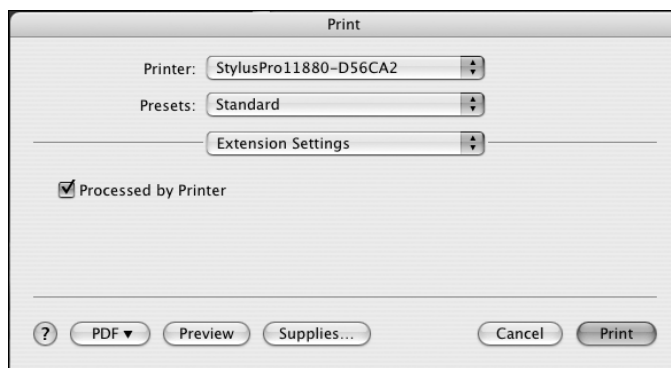 Print
Printer: StylusPro11880-D56CA2
Presets: Standard
Extension Settings
Processed by Printer
? PDF ▼ Preview Supplies... Cancel Print